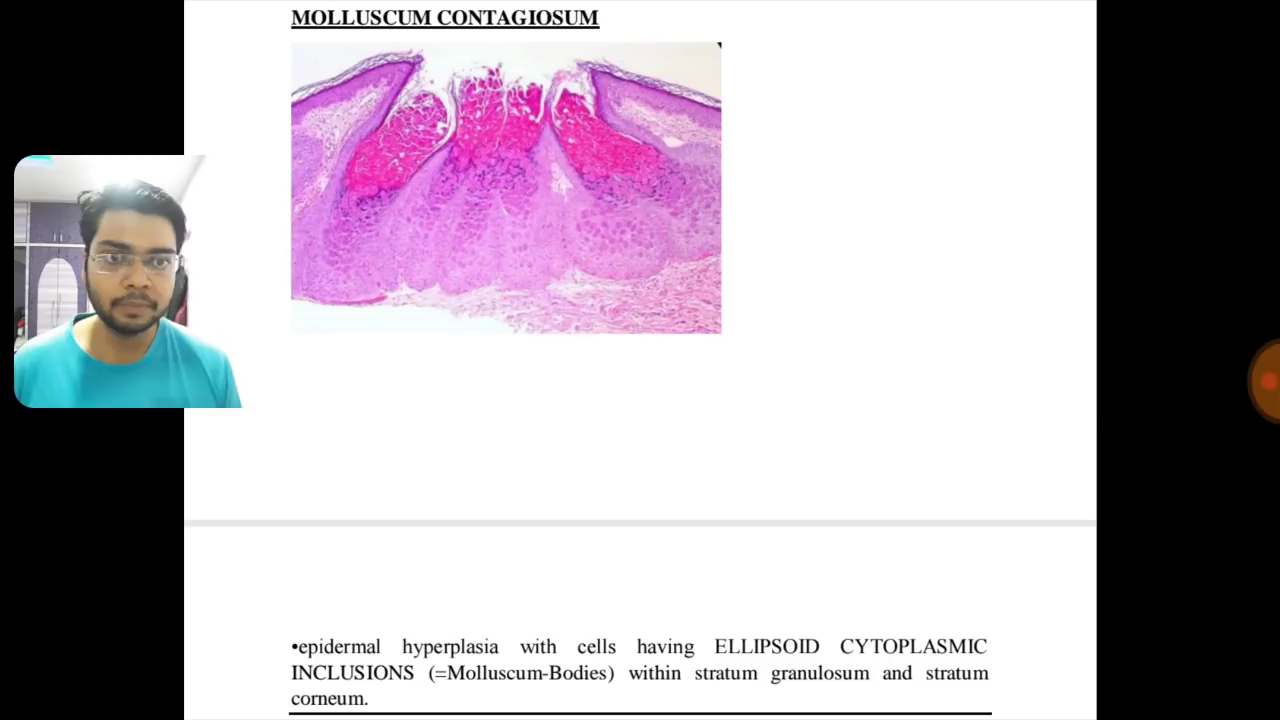 MOLLUSCUM CONTAGIOSUM
•epidermal hyperplasia with cells having ELLIPSOID CYTOPLASMIC
INCLUSIONS (=Molluscum-Bodies) within stratum granulosum and stratum
corneum.